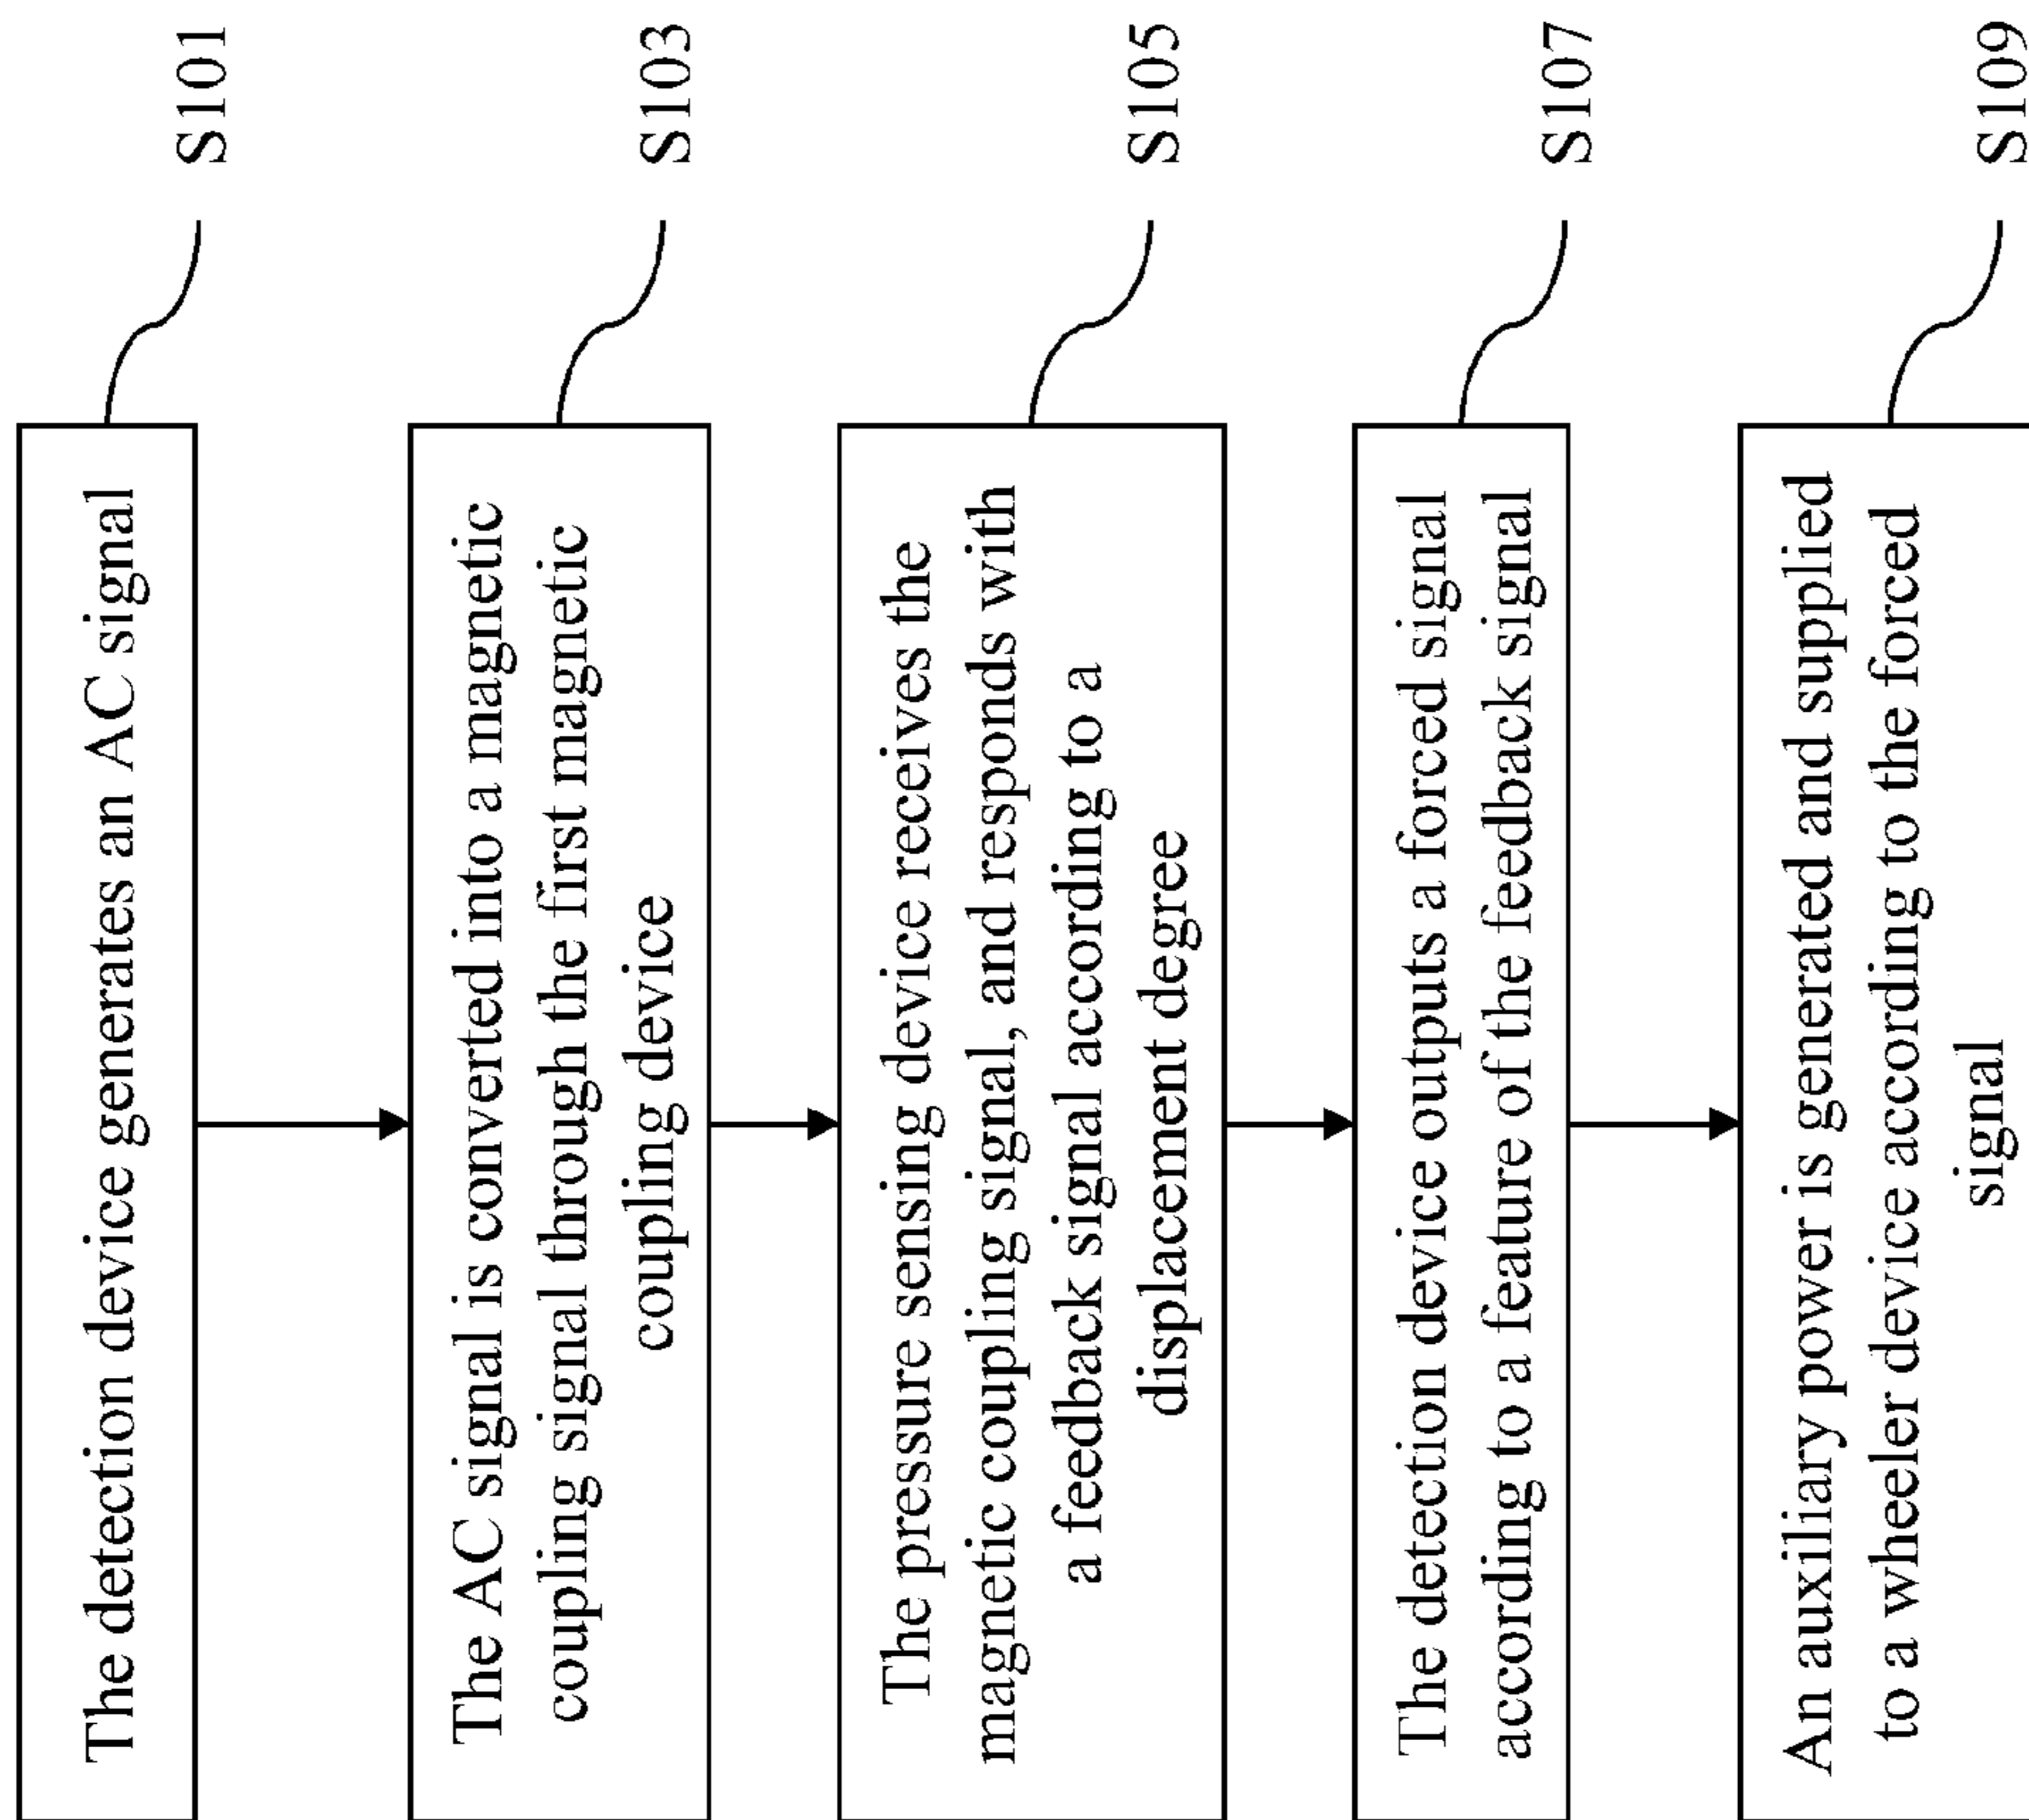 The detection device generates an AC signal
S101
The AC signal is converted into a magnetic
coupling signal through the first magnetic
coupling device
S103
The pressure sensing device receives the
magnetic coupling signal, and responds with
a feedback signal according to a
displacement degree
S105
The detection device outputs a forced signal
according to a feature of the feedback signal
S107
An auxiliary power is generated and supplied
to a wheeler device according to the forced
signal
S109